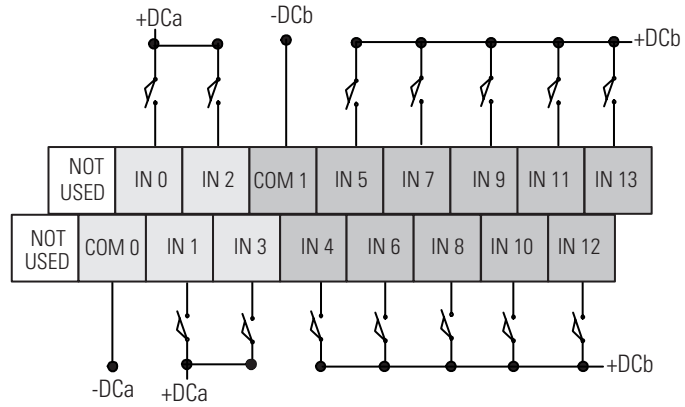 +DCa
-DCb
+DCb
NOT USED
IN 0
IN 2
COM 1
IN 5
IN 7
IN 9
IN 11
IN 13
NOT USED
COM 0
IN 1
IN 3
IN 4
IN 6
IN 8
IN 10
IN 12
-DCa
+DCa
+DCb